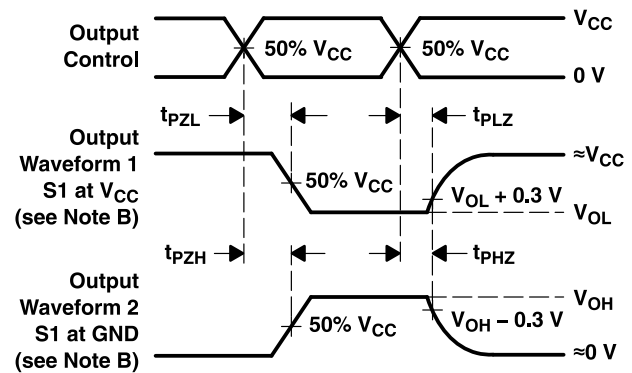 Output
Control
50% VCC
50% VCC
VCC
0 V
tPZL
tPLZ
Output
Waveform 1
S1 at VCC
(see Note B)
50% VCC
≈VCC
VOL + 0.3 V
VOL
tPZH
tPHZ
Output
Waveform 2
S1 at GND
(see Note B)
50% VCC
VOH
VOH − 0.3 V
≈0 V